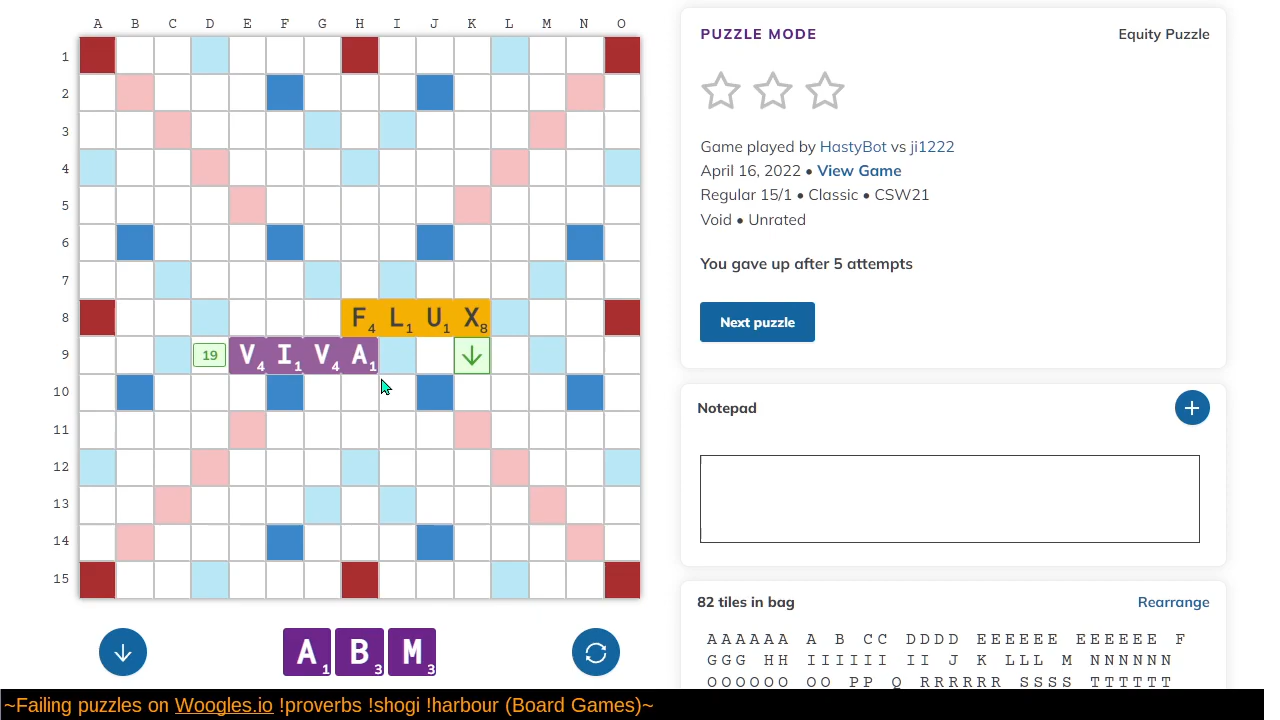 A B C D E F G H I J K L M N O
PUZZLE MODE Equity Puzzle
1
2
3
4
5
6
7
8 F4 L1 U1 X8
9 19 V4 I1 V4 A1
10
11
12
13
14
15
Game played by HastyBot vs ji1222
April 16, 2022 • View Game
Regular 15/1 • Classic • CSW21
Void • Unrated
You gave up after 5 attempts
Next puzzle
Notepad
82 tiles in bag Rearrange
AAAAAA A B CC DDDD EEEEEE EEEEEE F
GGG HH IIIIII II J K LLL M NNNNNN
OOOOOO OO PP Q RRRRRR SSSS TTTTTT
A1 B3 M3
~Failing puzzles on Woogles.io !proverbs !shogi !harbour (Board Games)~